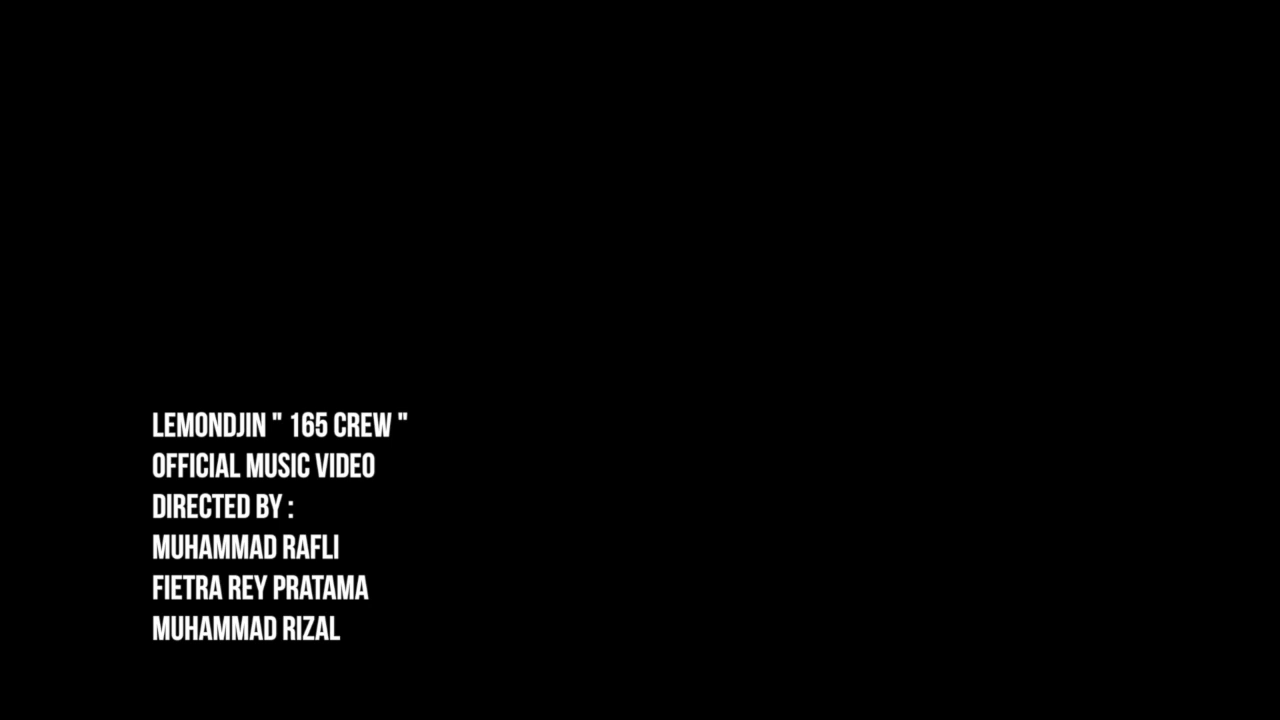 LEMONDJIN " 165 CREW "
OFFICIAL MUSIC VIDEO
DIRECTED BY :
MUHAMMAD RAFLI
FIETRA REY PRATAMA
MUHAMMAD RIZAL